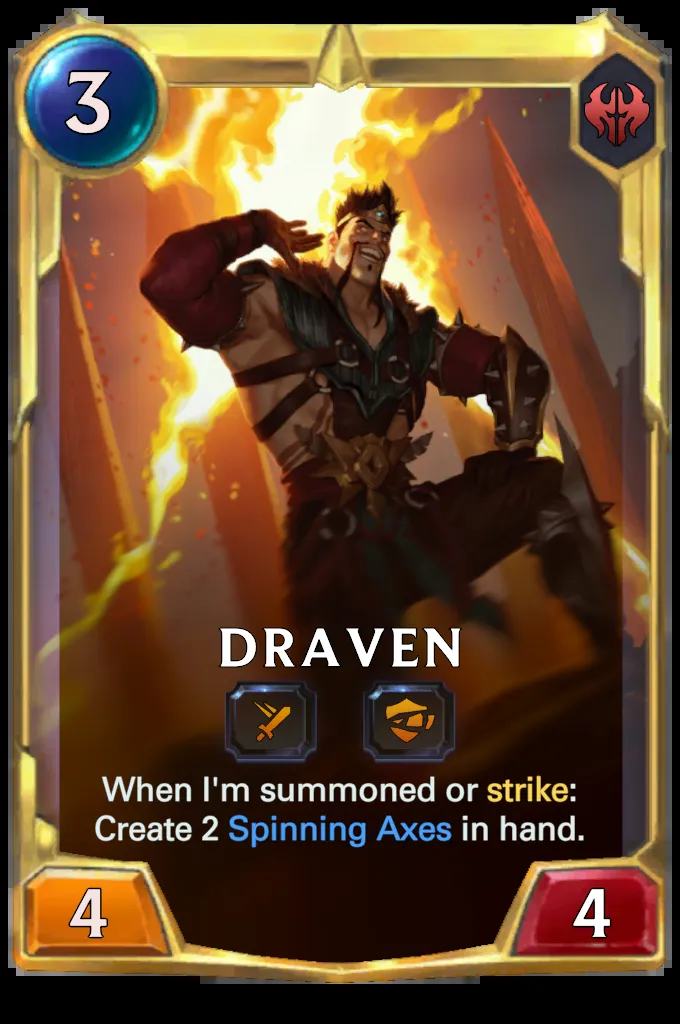 3
DRAVEN
When I'm summoned or strike:
Create 2 Spinning Axes in hand.
4 4